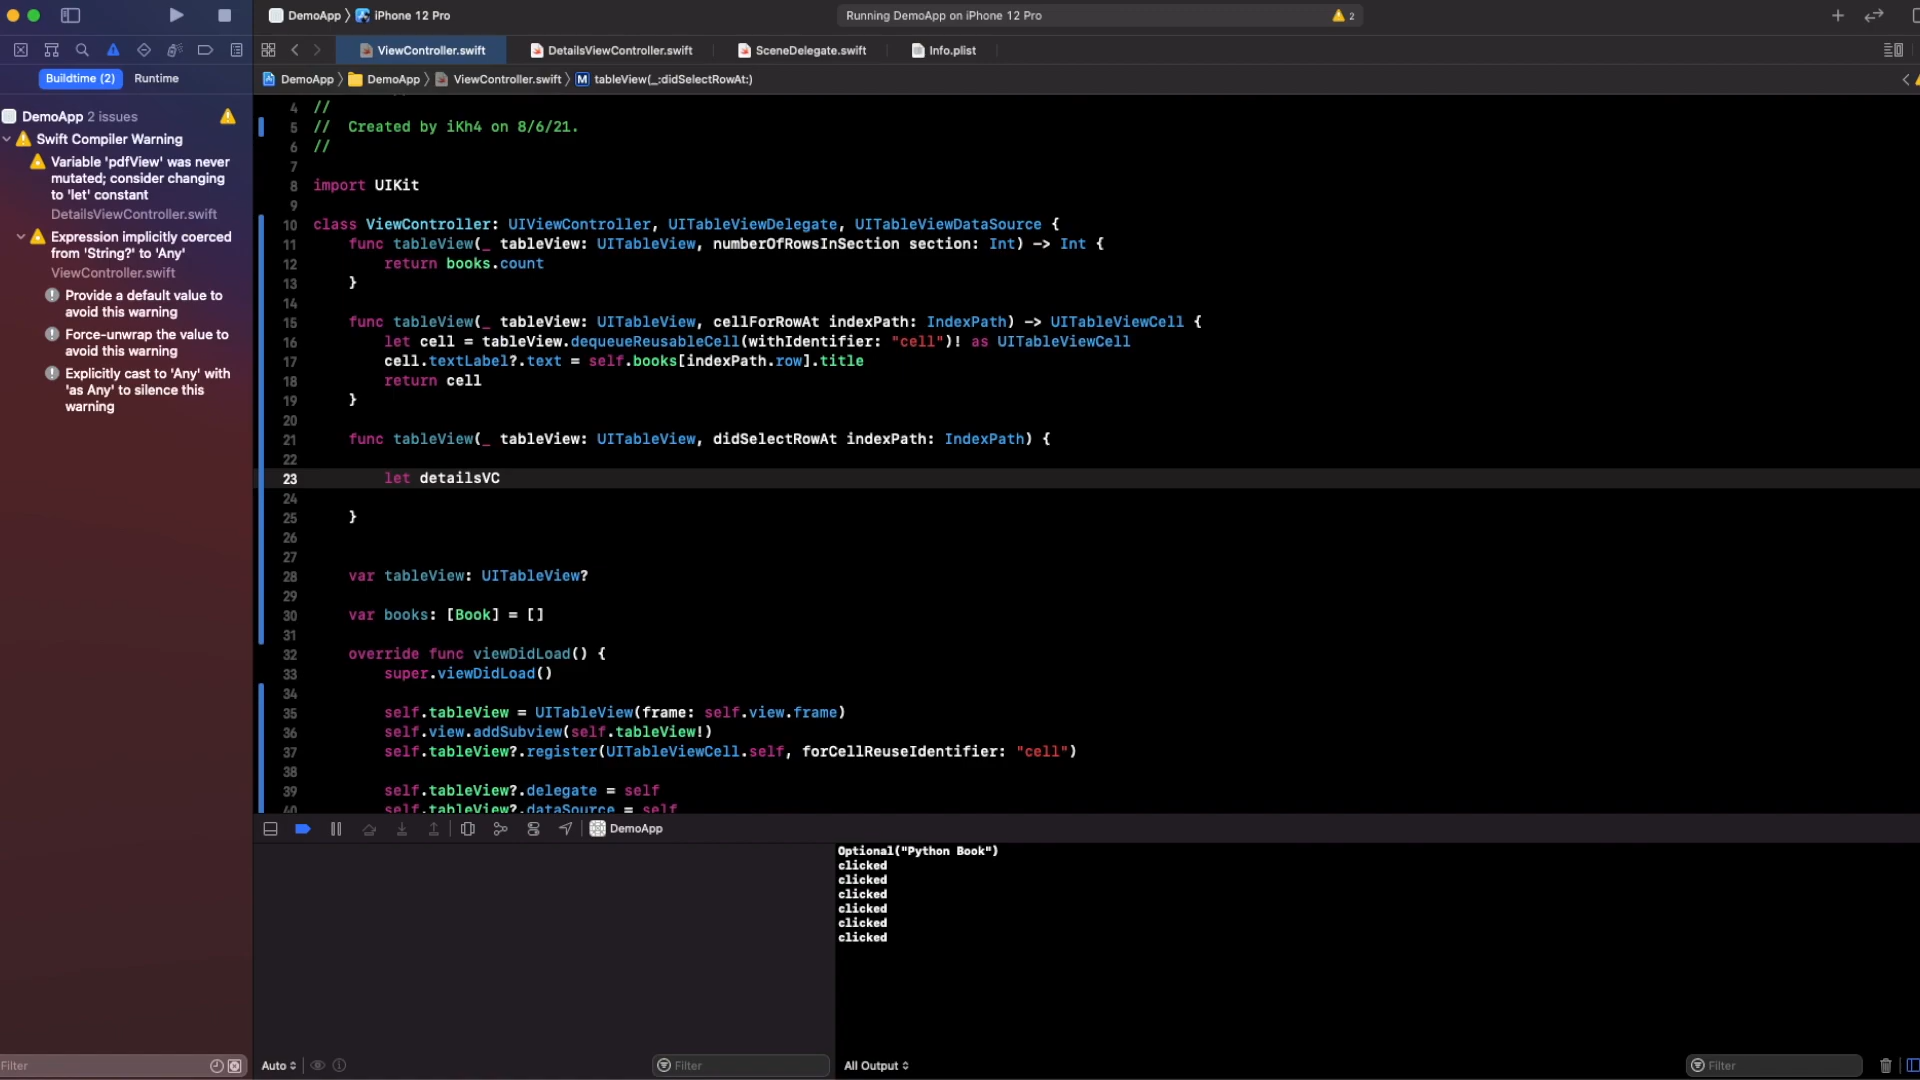 DemoApp
iPhone 12 Pro
Running DemoApp on iPhone 12 Pro
2
ViewController.swift
DetailsViewController.swift
SceneDelegate.swift
Info.plist
Buildtime (2)
Runtime
DemoApp
DemoApp
ViewController.swift
M
tableView(_:didSelectRowAt:)
DemoApp 2 issues
Swift Compiler Warning
Variable 'pdfView' was never
mutated; consider changing
to 'let' constant
DetailsViewController.swift
Expression implicitly coerced
from 'String?' to 'Any'
ViewController.swift
Provide a default value to
avoid this warning
Force-unwrap the value to
avoid this warning
Explicitly cast to 'Any' with
'as Any' to silence this
warning
4 //
5 // Created by iKh4 on 8/6/21.
6 //
7
8 import UIKit
9
10 class ViewController: UIViewController, UITableViewDelegate, UITableViewDataSource {
11 func tableView(_ tableView: UITableView, numberOfRowsInSection section: Int) -> Int {
12 return books.count
13 }
14
15 func tableView(_ tableView: UITableView, cellForRowAt indexPath: IndexPath) -> UITableViewCell {
16 let cell = tableView.dequeueReusableCell(withIdentifier: "cell")! as UITableViewCell
17 cell.textLabel?.text = self.books[indexPath.row].title
18 return cell
19 }
20
21 func tableView(_ tableView: UITableView, didSelectRowAt indexPath: IndexPath) {
22
23 let detailsVC
24
25 }
26
27
28 var tableView: UITableView?
29
30 var books: [Book] = []
31
32 override func viewDidLoad() {
33 super.viewDidLoad()
34
35 self.tableView = UITableView(frame: self.view.frame)
36 self.view.addSubview(self.tableView!)
37 self.tableView?.register(UITableViewCell.self, forCellReuseIdentifier: "cell")
38
39 self.tableView?.delegate = self
40 self.tableView?.dataSource = self
DemoApp
Optional("Python Book")
clicked
clicked
clicked
clicked
clicked
clicked
Filter
Auto
Filter
All Output
Filter